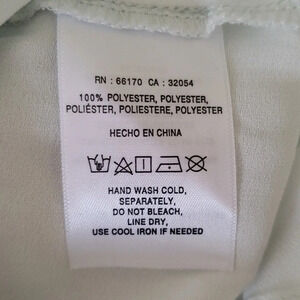 RN : 66170 CA : 32054
100% POLYESTER, POLYESTER,
POLIÉSTER, POLIESTERE, POLYESTER
HECHO EN CHINA
HAND WASH COLD,
SEPARATELY,
DO NOT BLEACH,
LINE DRY,
USE COOL IRON IF NEEDED